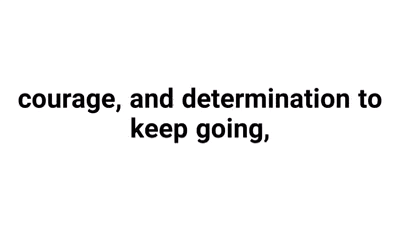 courage, and determination to
keep going,